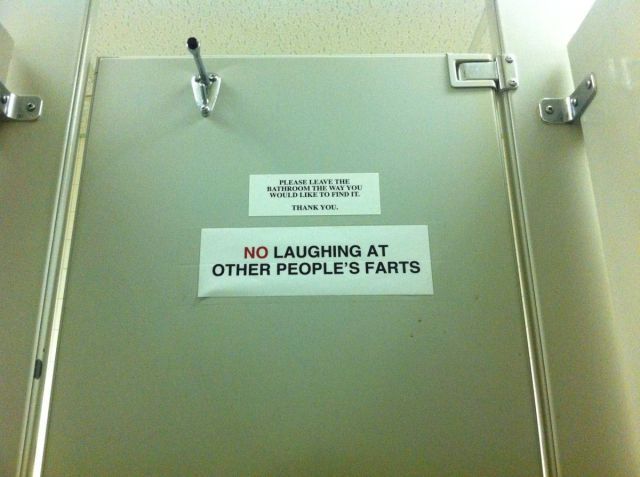 PLEASE LEAVE THE
BATHROOM THE WAY YOU
WOULD LIKE TO FIND IT.
THANK YOU.
NO LAUGHING AT
OTHER PEOPLE'S FARTS